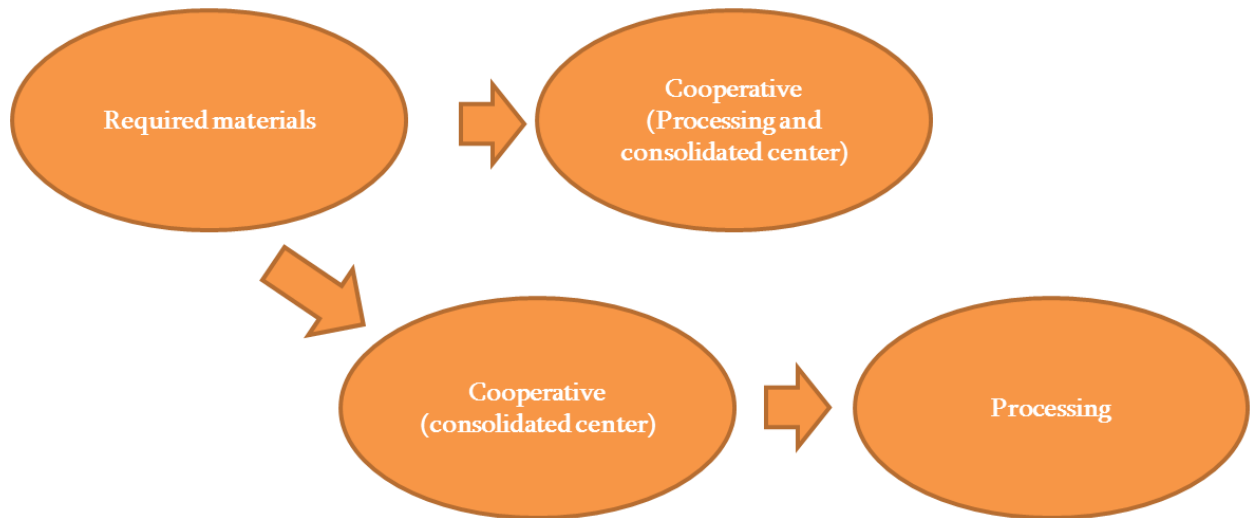 Required materials
Cooperative
(Processing and
consolidated center)
Cooperative
(consolidated center)
Processing